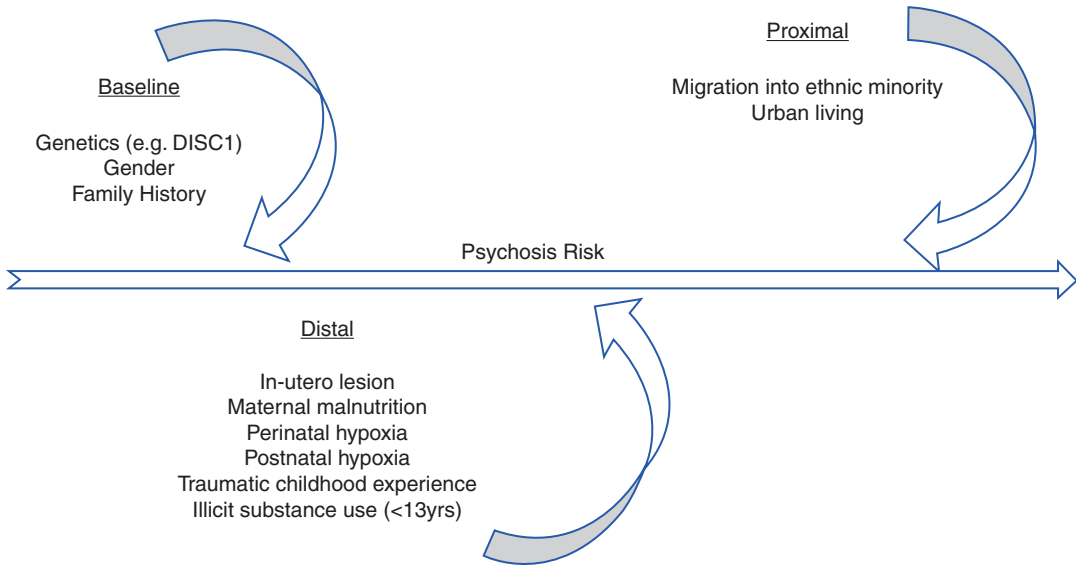 Baseline
Genetics (e.g. DISC1)
Gender
Family History
Proximal
Migration into ethnic minority
Urban living
Psychosis Risk
Distal
In-utero lesion
Maternal malnutrition
Perinatal hypoxia
Postnatal hypoxia
Traumatic childhood experience
Illicit substance use (<13yrs)